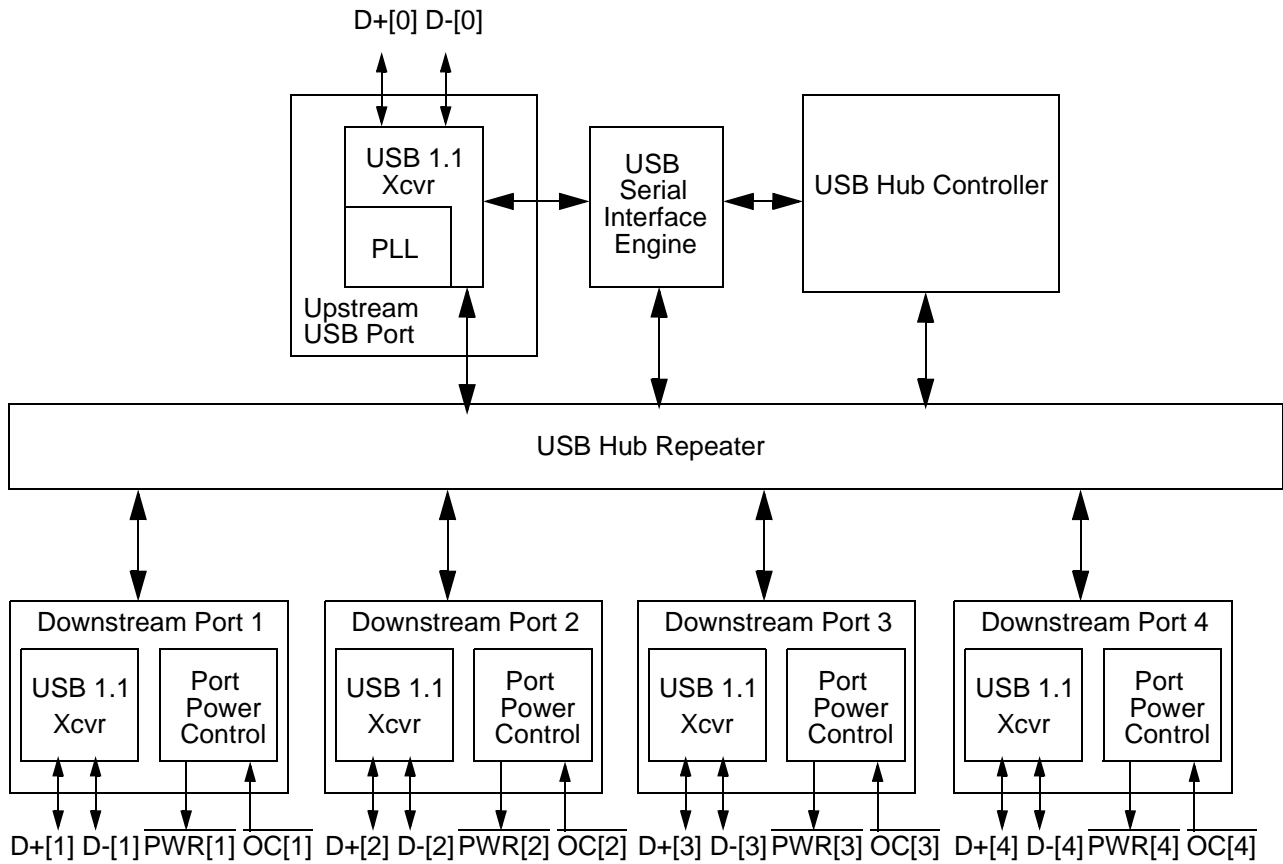 D+[0] D-[0]
USB 1.1
Xcvr
PLL
Upstream
USB Port
USB
Serial
Interface
Engine
USB Hub Controller
USB Hub Repeater
Downstream Port 1
USB 1.1
Xcvr
Port
Power
Control
D+[1] D-[1] PWR[1] OC[1]
Downstream Port 2
USB 1.1
Xcvr
Port
Power
Control
D+[2] D-[2] PWR[2] OC[2]
Downstream Port 3
USB 1.1
Xcvr
Port
Power
Control
D+[3] D-[3] PWR[3] OC[3]
Downstream Port 4
USB 1.1
Xcvr
Port
Power
Control
D+[4] D-[4] PWR[4] OC[4]